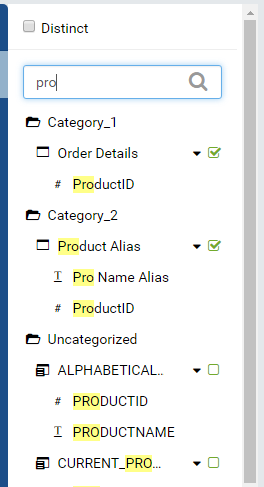 Distinct
pro
Category_1
Order Details
# ProductID
Category_2
Product Alias
T Pro Name Alias
# ProductID
Uncategorized
ALPHABETICAL..
# PRODUCTID
T PRODUCTNAME
CURRENT_PRO...